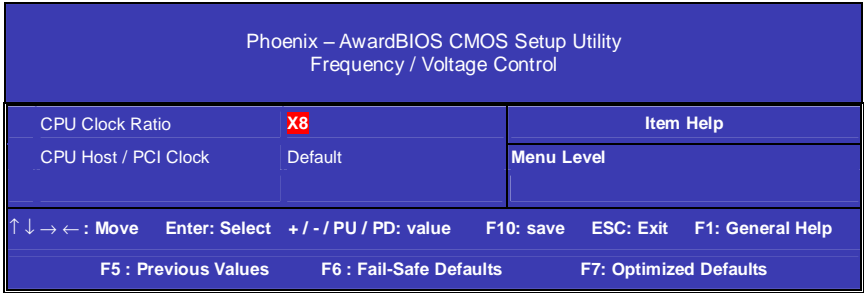 Phoenix – AwardBIOS CMOS Setup Utility
Frequency / Voltage Control
CPU Clock Ratio X8 Item Help
CPU Host / PCI Clock Default Menu Level
↑ ↓ → ← : Move Enter: Select + / - / PU / PD: value F10: save ESC: Exit F1: General Help
F5 : Previous Values F6 : Fail-Safe Defaults F7: Optimized Defaults